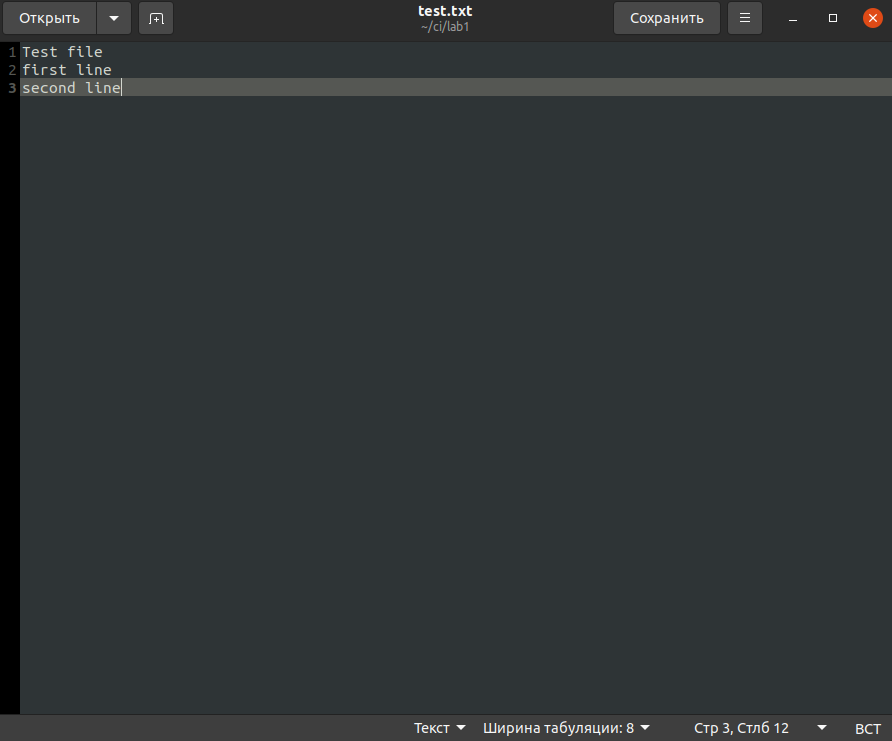 Открыть
test.txt
~/ci/lab1
Сохранить
1 Test file
2 first line
3 second line
Текст
Ширина табуляции: 8
Стр 3, Стлб 12
ВСТ